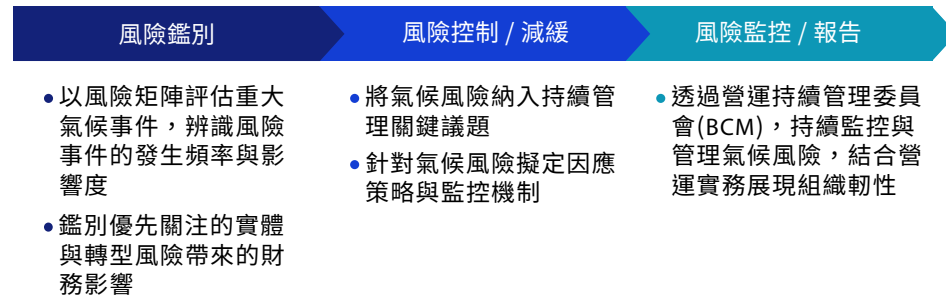 風險鑑別
風險控制 / 減緩
風險監控 / 報告
•以風險矩陣評估重大
氣候事件，辨識風險
事件的發生頻率與影
響度
•鑑別優先關注的實體
與轉型風險帶來的財
務影響
•將氣候風險納入持續管
理關鍵議題
•針對氣候風險擬定因應
策略與監控機制
•透過營運持續管理委員
會(BCM)，持續監控與
管理氣候風險，結合營
運實務展現組織韌性